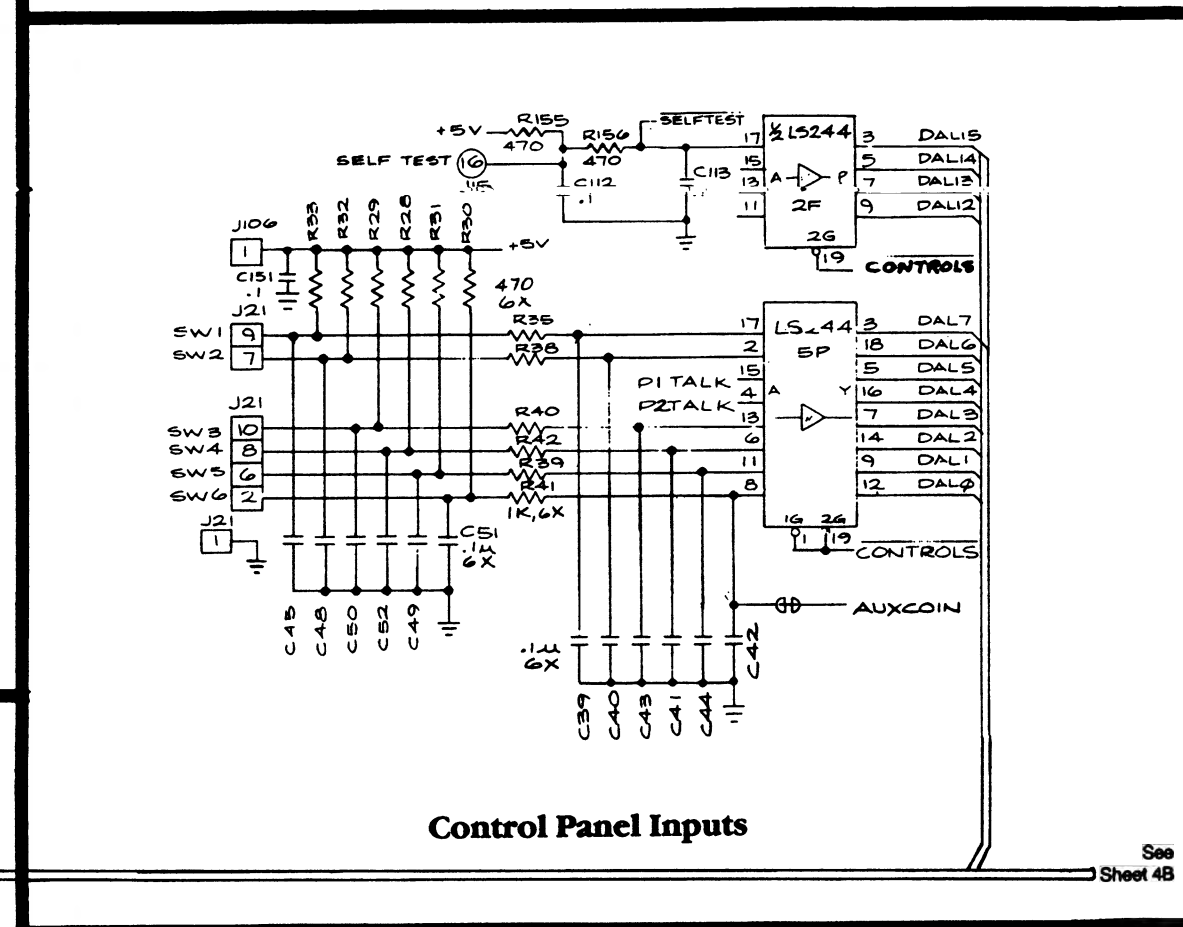 R155
+5V
470
R156
470
SELFTEST
SELF TEST
16
C112
.1
C113
17
½ LS244
3
DAL15
15
5
DAL14
13
A
P
7
DAL13
11
2F
9
DAL12
2G
19
CONTROLS
J106
1
R33
R32
R29
R28
R31
R30
+5V
C151
.1
470
6X
J21
SW1
9
SW2
7
R35
R38
17
3
DAL7
2
5P
18
DAL6
P1 TALK
15
5
DAL5
P2TALK
4
A
Y
16
DAL4
13
7
DAL3
6
14
DAL2
11
9
DAL1
8
12
DALØ
J21
SW3
10
SW4
8
SW5
6
SW6
2
R40
R42
R39
R41
1K, 6X
J21
1
1G
2G
1
19
CONTROLS
C51
.1µ
6X
C45
C48
C50
C52
C49
AUXCOIN
.1µ
6X
C39
C40
C43
C41
C44
C42
Control Panel Inputs
See
Sheet 4B